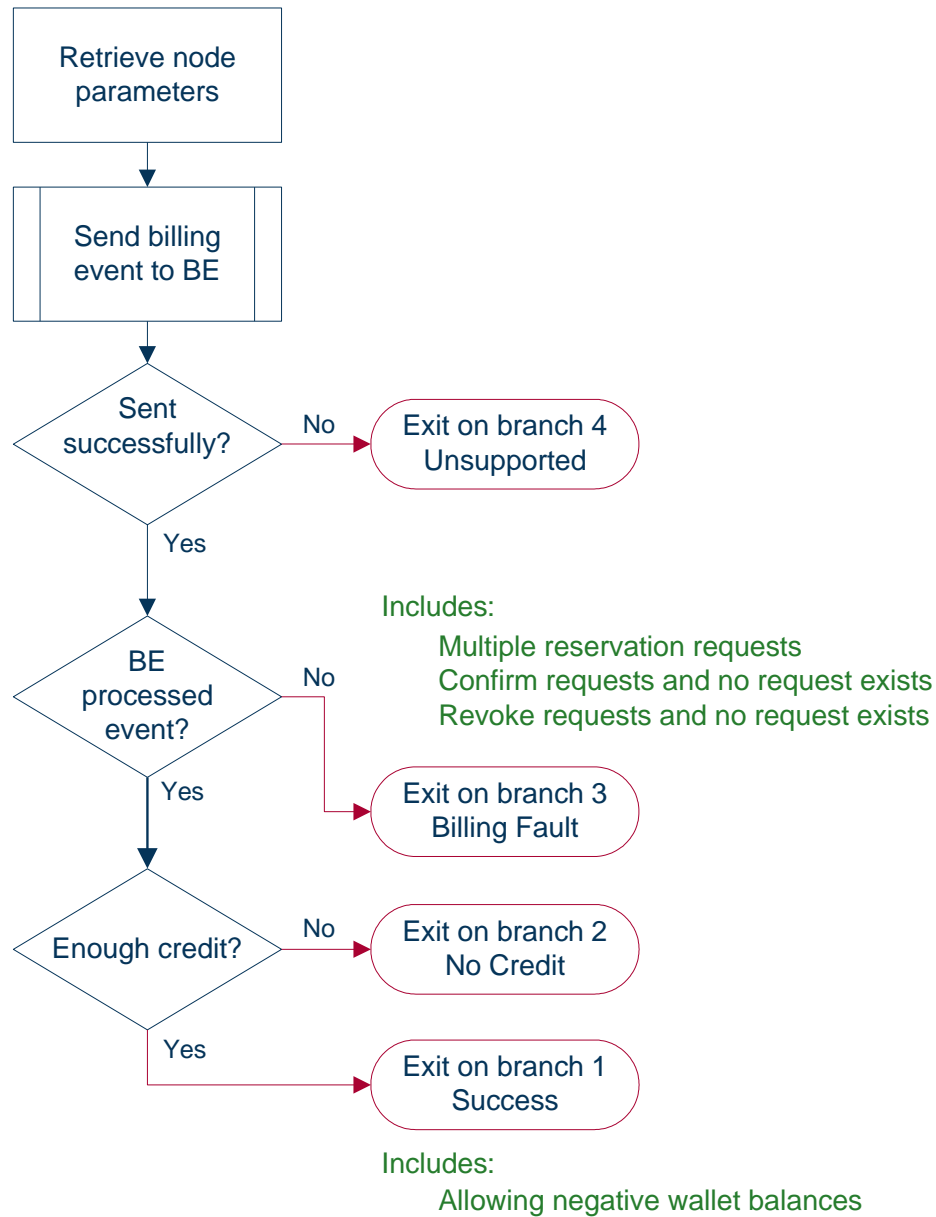 Retrieve node
parameters
Send billing
event to BE
Sent
successfully?
No
Exit on branch 4
Unsupported
Yes
Includes:
Multiple reservation requests
Confirm requests and no request exists
Revoke requests and no request exists
BE
processed
event?
No
Exit on branch 3
Billing Fault
Yes
Enough credit?
No
Exit on branch 2
No Credit
Yes
Exit on branch 1
Success
Includes:
Allowing negative wallet balances